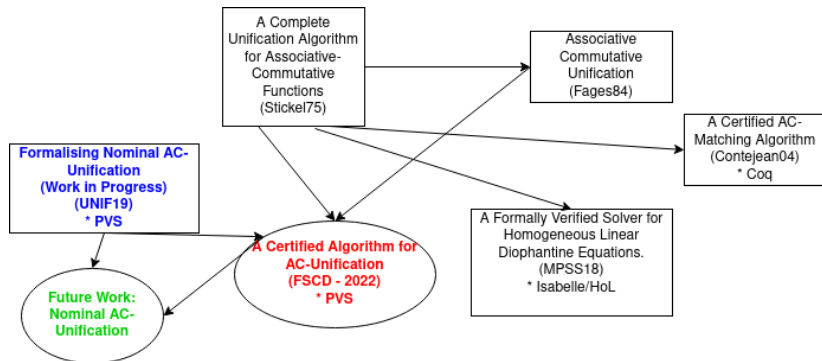 A Complete
Unification Algorithm
for Associative-
Commutative
Functions
(Stickel75)
Associative
Commutative
Unification
(Fages84)
A Certified AC-
Matching Algorithm
(Contejean04)
* Coq
Formalising Nominal AC-
Unification
(Work in Progress)
(UNIF19)
* PVS
A Certified Algorithm for
AC-Unification
(FSCD - 2022)
* PVS
A Formally Verified Solver for
Homogeneous Linear
Diophantine Equations.
(MPSS18)
* Isabelle/HoL
Future Work:
Nominal AC-
Unification